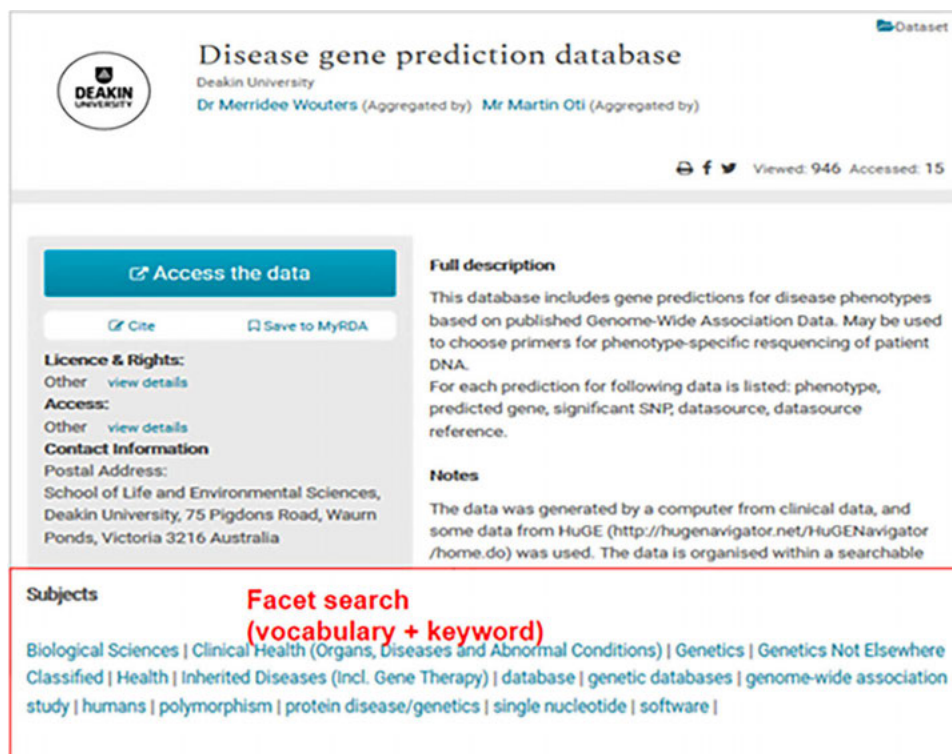 Dataset
Disease gene prediction database
DEAKIN
UNIVERSITY
Deakin University
Dr Merridee Wouters (Aggregated by) Mr Martin Oti (Aggregated by)
Viewed: 946 Accessed: 15
Access the data
Cite Save to MyRDA
Licence & Rights:
Other view details
Access:
Other view details
Contact Information
Postal Address:
School of Life and Environmental Sciences,
Deakin University, 75 Pigdons Road, Waurn
Ponds, Victoria 3216 Australia
Full description
This database includes gene predictions for disease phenotypes
based on published Genome-Wide Association Data. May be used
to choose primers for phenotype-specific resquencing of patient
DNA.
For each prediction for following data is listed: phenotype,
predicted gene, significant SNP, datasource, datasource
reference.
Notes
The data was generated by a computer from clinical data, and
some data from HuGE (http://hugenavigator.net/HuGENavigator
/home.do) was used. The data is organised within a searchable
Subjects
Facet search
(vocabulary + keyword)
Biological Sciences | Clinical Health (Organs, Diseases and Abnormal Conditions) | Genetics | Genetics Not Elsewhere
Classified | Health | Inherited Diseases (Incl. Gene Therapy) | database | genetic databases | genome-wide association
study | humans | polymorphism | protein disease/genetics | single nucleotide | software |